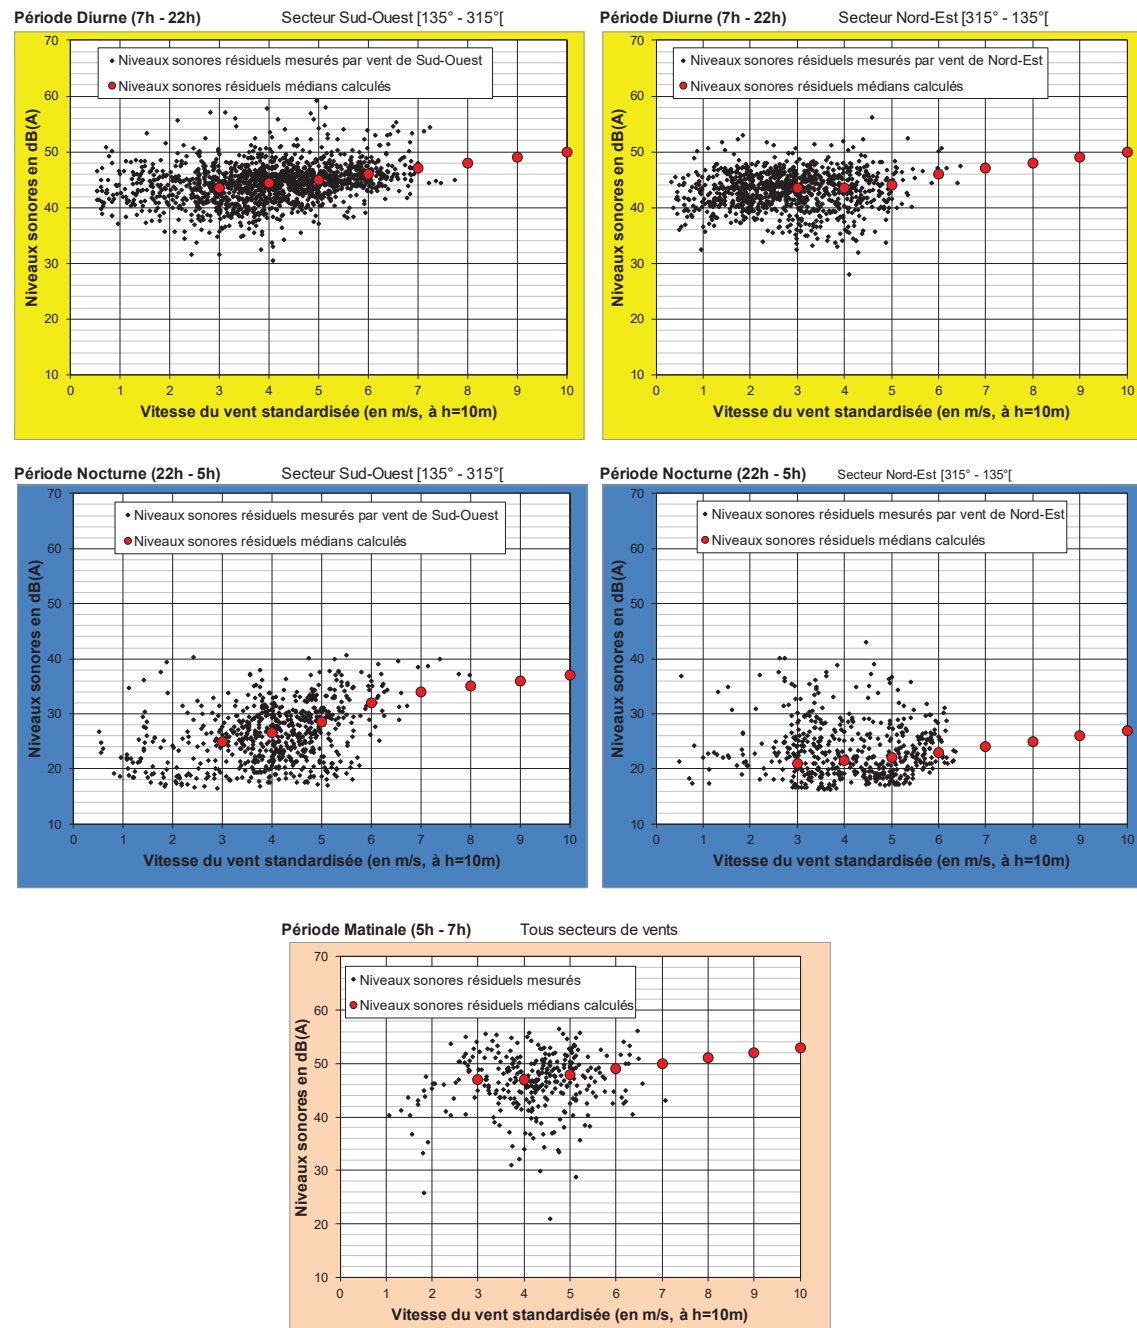 Période Diurne (7h - 22h) Secteur Sud-Ouest [135° - 315°[
70
60
50
40
30
20
10
Niveaux sonores en dB(A)
Niveaux sonores résiduels mesurés par vent de Sud-Ouest
Niveaux sonores résiduels médians calculés
0 1 2 3 4 5 6 7 8 9 10
Vitesse du vent standardisée (en m/s, à h=10m)
Période Diurne (7h - 22h) Secteur Nord-Est [315° - 135°[
70
60
50
40
30
20
10
Niveaux sonores en dB(A)
Niveaux sonores résiduels mesurés par vent de Nord-Est
Niveaux sonores résiduels médians calculés
0 1 2 3 4 5 6 7 8 9 10
Vitesse du vent standardisée (en m/s, à h=10m)
Période Nocturne (22h - 5h) Secteur Sud-Ouest [135° - 315°[
70
60
50
40
30
20
10
Niveaux sonores en dB(A)
Niveaux sonores résiduels mesurés par vent de Sud-Ouest
Niveaux sonores résiduels médians calculés
0 1 2 3 4 5 6 7 8 9 10
Vitesse du vent standardisée (en m/s, à h=10m)
Période Nocturne (22h - 5h) Secteur Nord-Est [315° - 135°[
70
60
50
40
30
20
10
Niveaux sonores en dB(A)
Niveaux sonores résiduels mesurés par vent de Nord-Est
Niveaux sonores résiduels médians calculés
0 1 2 3 4 5 6 7 8 9 10
Vitesse du vent standardisée (en m/s, à h=10m)
Période Matinale (5h - 7h) Tous secteurs de vents
70
60
50
40
30
20
10
Niveaux sonores en dB(A)
Niveaux sonores résiduels mesurés
Niveaux sonores résiduels médians calculés
0 1 2 3 4 5 6 7 8 9 10
Vitesse du vent standardisée (en m/s, à h=10m)